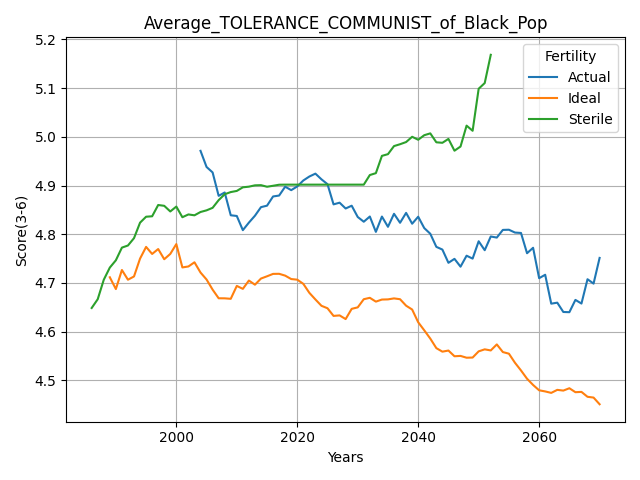 Average_TOLERANCE_COMMUNIST_of_Black_Pop
Fertility
Actual
Ideal
Sterile
Score(3-6)
5.2
5.1
5.0
4.9
4.8
4.7
4.6
4.5
2000
2020
2040
2060
Years